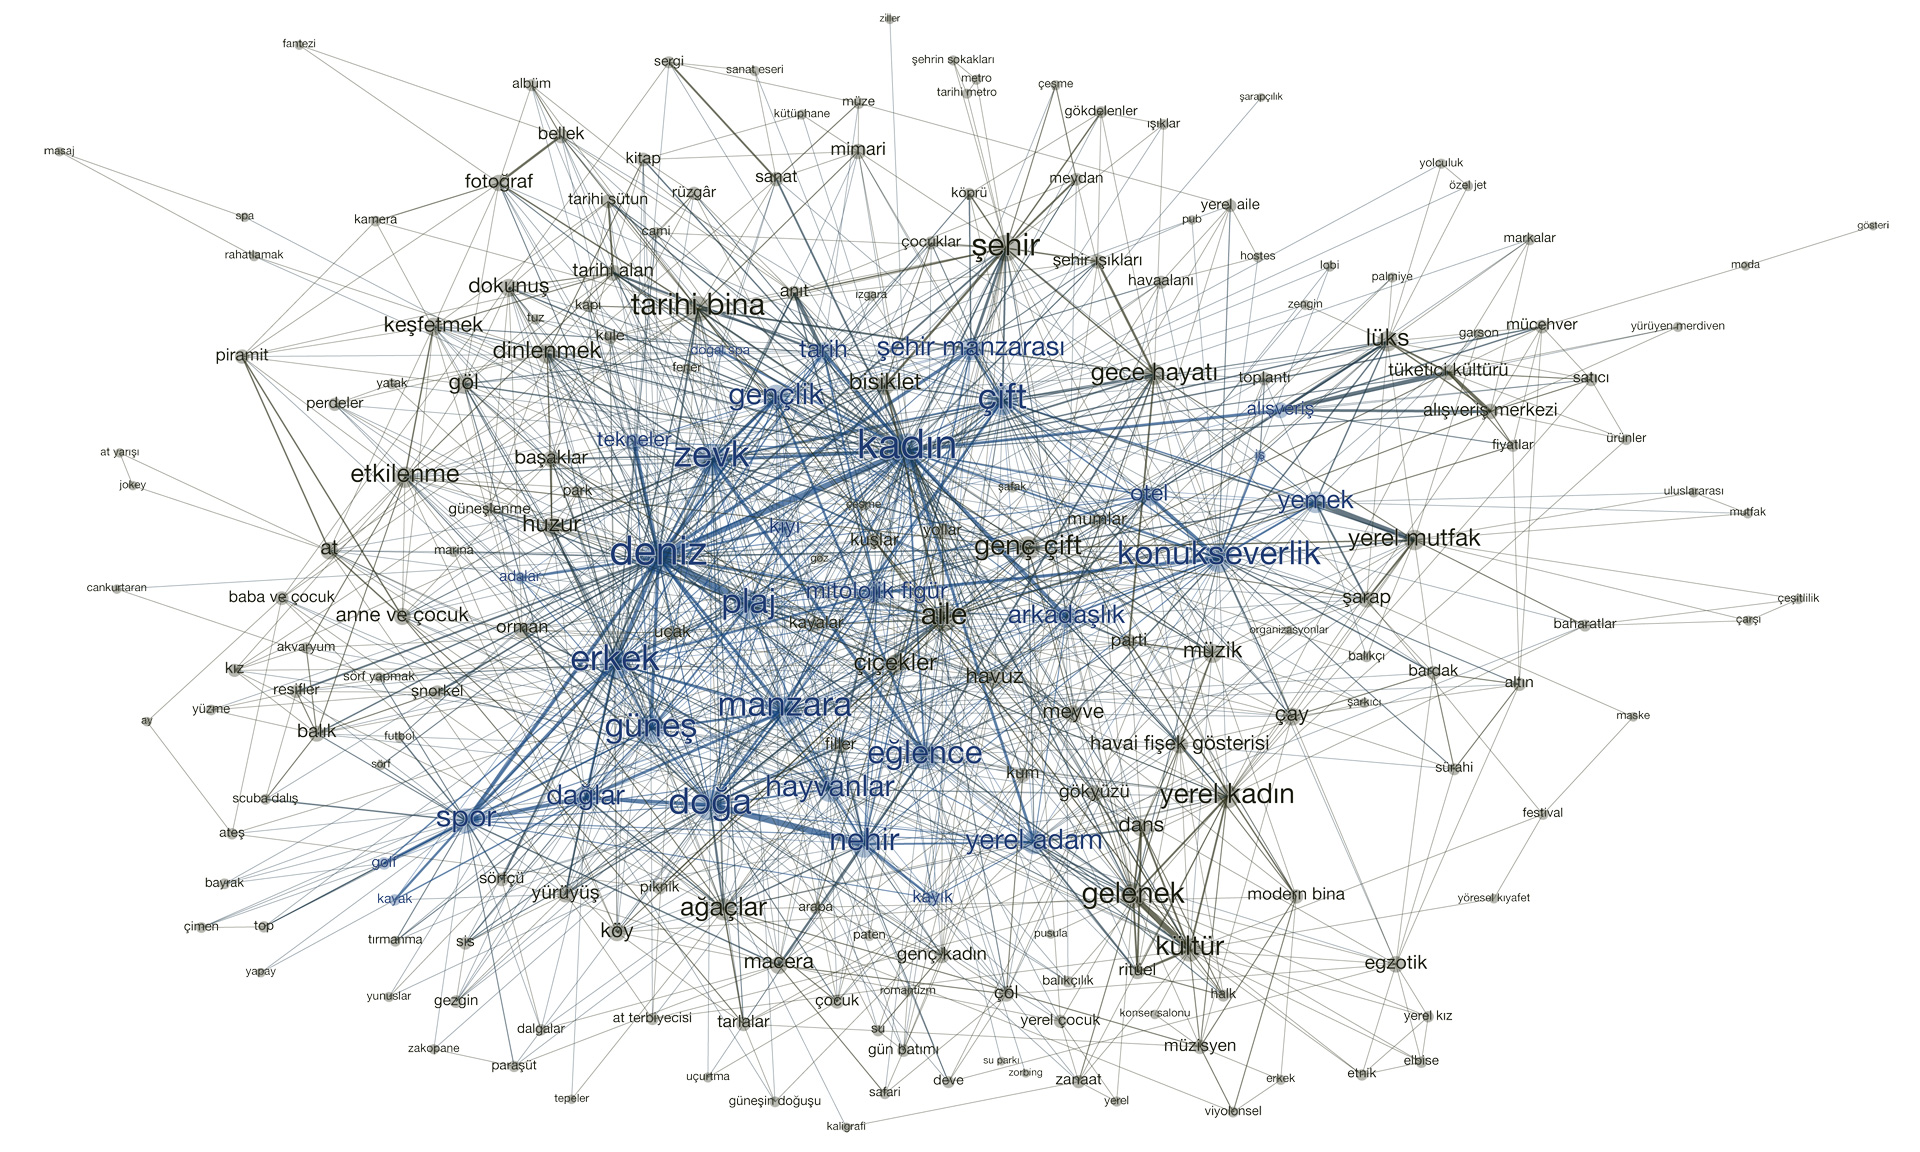 ziller
fantezi
sergi
sanat eseri
şehrin sokakları
metro
tarihi metro
albüm
çeşme
şarapçılık
müze
kütüphane
gökdelenler
ışıklar
bellek
masaj
kitap
mimari
yolculuk
fotoğraf
sanat
meydan
özel jet
tarihi sütun
rüzgâr
köprü
yerel aile
spa
kamera
cami
pub
gösteri
çocuklar
şehir
markalar
rahatlamak
tarihi alan
şehir ışıkları
hostes
lobi
moda
dokunuş
anıt
ızgara
havaalanı
palmiye
kapı
tarihi bina
zengin
tuz
keşfetmek
kule
lüks
garson
mücehver
yürüyen merdiven
piramit
dinlenmek
doğal spa
tarih
şehir manzarası
ferler
göl
yatak
bisiklet
gece hayatı
toplantı
tüketici kültürü
satıcı
perdeler
gençlik
çift
alışveriş
alışveriş merkezi
tekneler
kadın
fiyatlar
ürünler
at yarışı
başaklar
zevk
iş
etkilenme
jokey
park
şafak
otel
yemek
uluslararası
güneşlenme
çeşme
mutfak
huzur
kıyı
yollar
mumlar
kuşlar
at
marina
deniz
göz
genç çift
konukseverlik
yerel mutfak
adalar
cankurtaran
baba ve çocuk
mitolojik figür
şarap
çeşitlilik
anne ve çocuk
plaj
aile
arkadaşlık
çarşı
orman
uçak
kayalar
organizasyonlar
baharatlar
akvaryum
parti
müzik
kız
erkek
çiçekler
balıkçı
bardak
resifler
sörf yapmak
şnorkel
havuz
altın
yüzme
manzara
meyve
şarkıcı
ay
güneş
çay
maske
balık
futbol
filler
eğlence
havai fişek gösterisi
sörf
kum
sürahi
scuba dalış
dağlar
doğa
hayvanlar
gökyüzü
yerel kadın
spor
festival
ateş
nehir
yerel adam
dans
golf
bayrak
sörfçü
yürüyüş
piknik
kayak
kayık
gelenek
modern bina
yöresel kıyafet
ağaçlar
araba
çimen
top
köy
paten
pusula
tırmanma
sis
genç kadın
kültür
macera
egzotik
yapay
rituel
balıkçılık
yunuslar
gezgin
çocuk
romantizm
çöl
halk
konser salonu
yerel kız
dalgalar
at terbiyecisi
tarlalar
su
yerel çocuk
zakopane
gün batımı
müzisyen
paraşüt
su parkı
elbise
uçurtma
deve
zorbing
zanaat
erkek
etnik
tepeler
güneşin doğuşu
safari
yerel
viyolonsel
kaligrafi